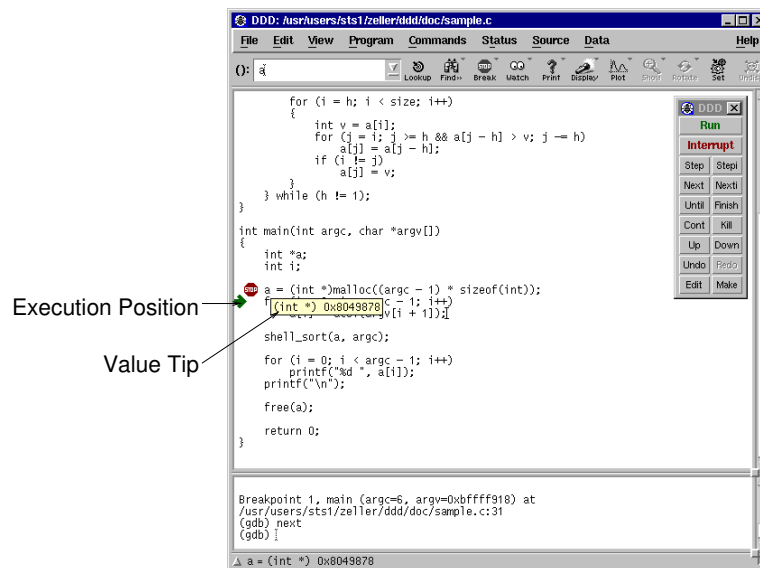 DDD: /usr/users/sts1/zeller/ddd/doc/sample.c
File Edit View Program Commands Status Source Data Help
(): a
Lookup Find» Break Watch Print Display Plot Show Rotate Set Undisp
for (i = h; i < size; i++)
{
int v = a[i];
for (j = i; j >= h && a[j - h] > v; j -= h)
a[j] = a[j - h];
if (i != j)
a[j] = v;
}
} while (h != 1);
}
int main(int argc, char *argv[])
{
int *a;
int i;
STOP a = (int *)malloc((argc - 1) * sizeof(int));
c - 1; i++)
(int *) 0x8049878
v[i + 1]);
shell_sort(a, argc);
for (i = 0; i < argc - 1; i++)
printf("%d ", a[i]);
printf("\n");
free(a);
return 0;
}
DDD
Run
Interrupt
Step Stepi
Next Nexti
Until Finish
Cont Kill
Up Down
Undo Redo
Edit Make
Execution Position
Value Tip
Breakpoint 1, main (argc=6, argv=0xbffff918) at
/usr/users/sts1/zeller/ddd/doc/sample.c:31
(gdb) next
(gdb)
a = (int *) 0x8049878